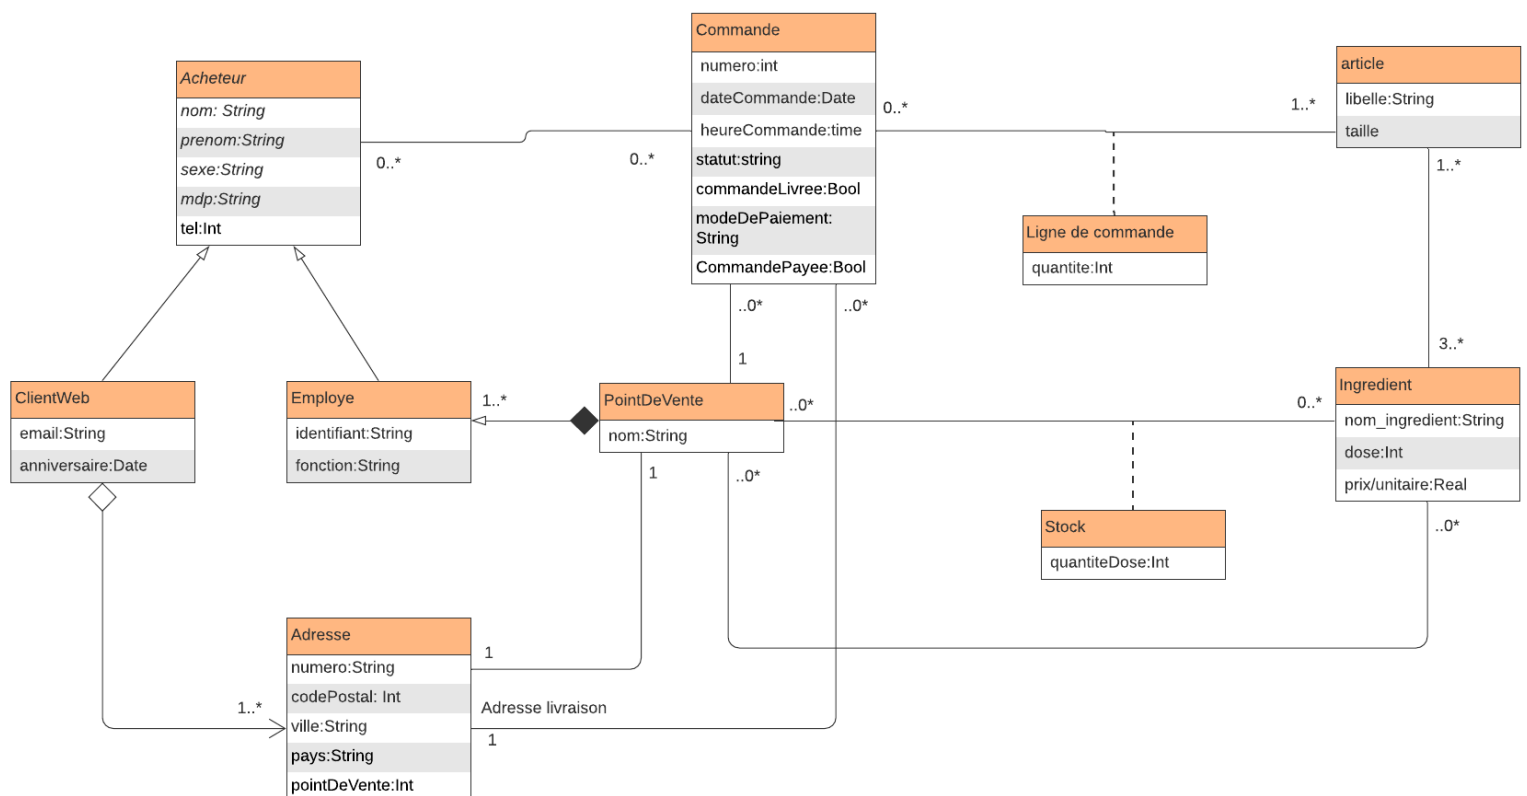 Commande
numero:int
dateCommande:Date
heureCommande:time
statut:string
commandeLivree:Bool
modeDePaiement:
String
CommandePayee:Bool
Acheteur
nom: String
prenom:String
sexe:String
mdp:String
tel:Int
0..*
0..*
0..*
1..*
article
libelle:String
taille
1..*
Ligne de commande
quantite:Int
..0*
..0*
1
3..*
ClientWeb
email:String
anniversaire:Date
Employe
identifiant:String
fonction:String
1..*
PointDeVente
nom:String
..0*
0..*
Ingredient
nom_ingredient:String
dose:Int
prix/unitaire:Real
1
..0*
..0*
Stock
quantiteDose:Int
Adresse
numero:String
codePostal: Int
ville:String
pays:String
pointDeVente:Int
1
1..*
Adresse livraison
1